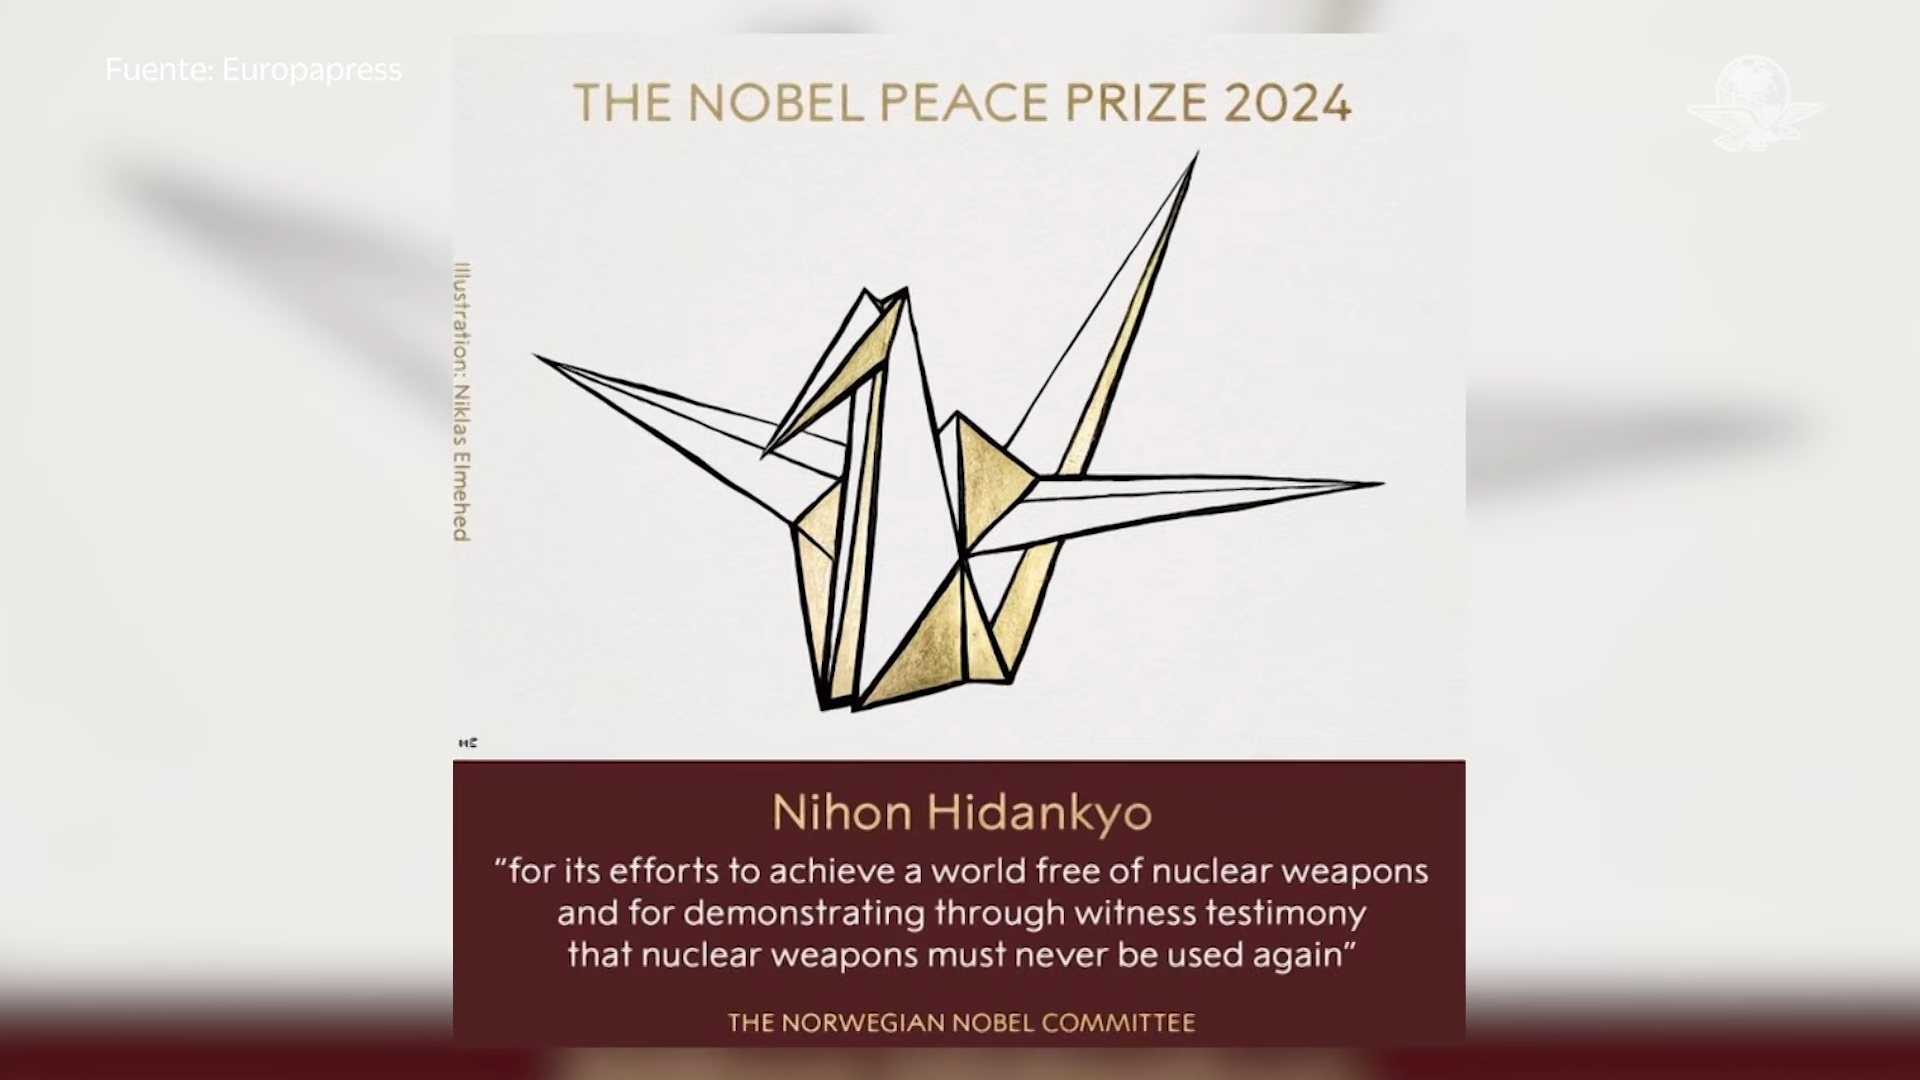 Fuente: Europapress
THE NOBEL PEACE PRIZE 2024
Illustration: Niklas Elmehed
Nihon Hidankyo
"for its efforts to achieve a world free of nuclear weapons
and for demonstrating through witness testimony
that nuclear weapons must never be used again"
THE NORWEGIAN NOBEL COMMITTEE